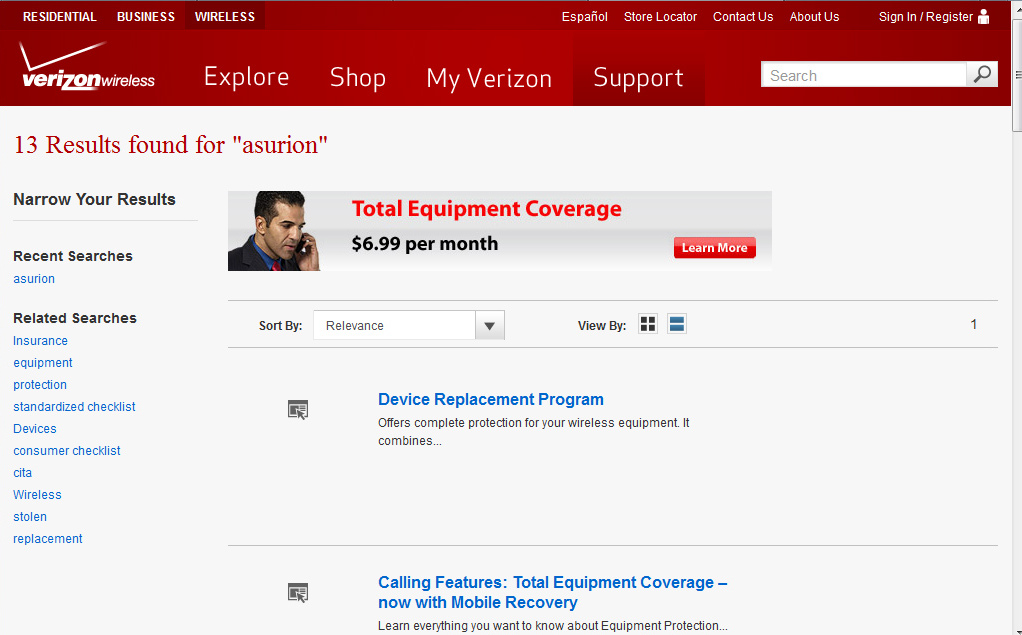 RESIDENTIAL BUSINESS WIRELESS Español Store Locator Contact Us About Us Sign In / Register
verizonwireless Explore Shop My Verizon Support Search
13 Results found for "asurion"
Narrow Your Results
Recent Searches
asurion
Related Searches
Insurance
equipment
protection
standardized checklist
Devices
consumer checklist
cita
Wireless
stolen
replacement
Total Equipment Coverage
$6.99 per month
Learn More
Sort By: Relevance View By: 1
Device Replacement Program
Offers complete protection for your wireless equipment. It
combines...
Calling Features: Total Equipment Coverage –
now with Mobile Recovery
Learn everything you want to know about Equipment Protection...